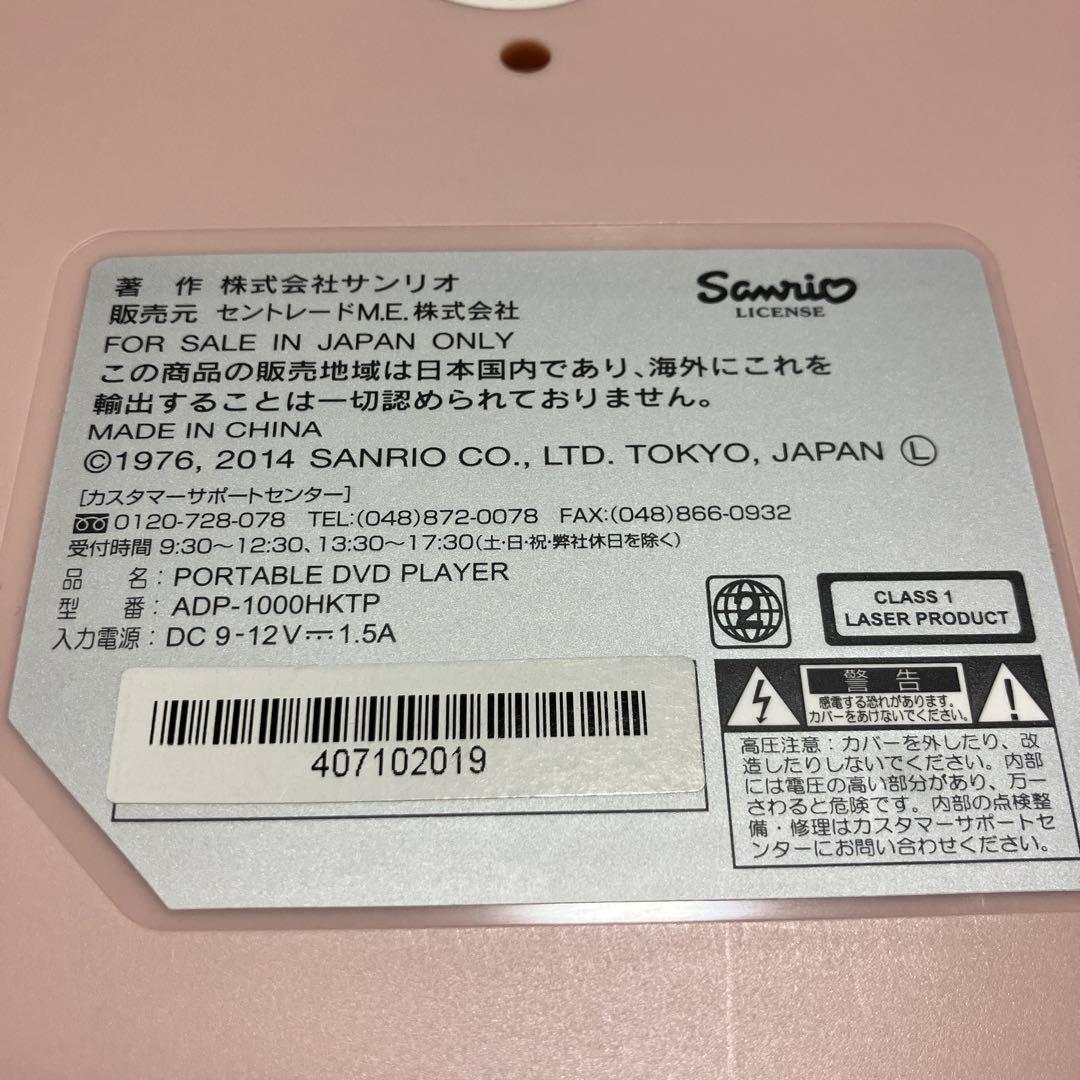 著 作 株式会社サンリオ
販売元 セントレードM.E.株式会社
Sanrio
LICENSE
FOR SALE IN JAPAN ONLY
この商品の販売地域は日本国内であり、海外にこれを
輸出することは一切認められておりません。
MADE IN CHINA
©1976, 2014 SANRIO CO., LTD. TOKYO, JAPAN Ⓛ
[カスタマーサポートセンター]
0120-728-078 TEL:(048)872-0078 FAX:(048)866-0932
受付時間 9:30〜12:30、13:30〜17:30(土・日・祝・弊社休日を除く)
品 名：PORTABLE DVD PLAYER
型 番：ADP-1000HKTP
入力電源：DC 9-12V⎓1.5A
2
CLASS 1
LASER PRODUCT
407102019
警 告
感電する恐れがあります。
カバーをあけないでください。
高圧注意：カバーを外したり、改
造したりしないでください。内部
には電圧の高い部分があり、万一
さわると危険です。内部の点検整
備・修理はカスタマーサポートセ
ンターにお問い合わせください。